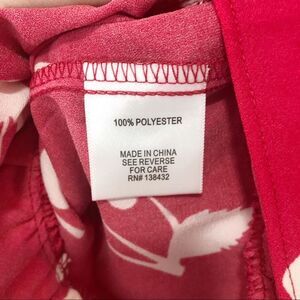 100% POLYESTER
MADE IN CHINA
SEE REVERSE
FOR CARE
RN# 138432